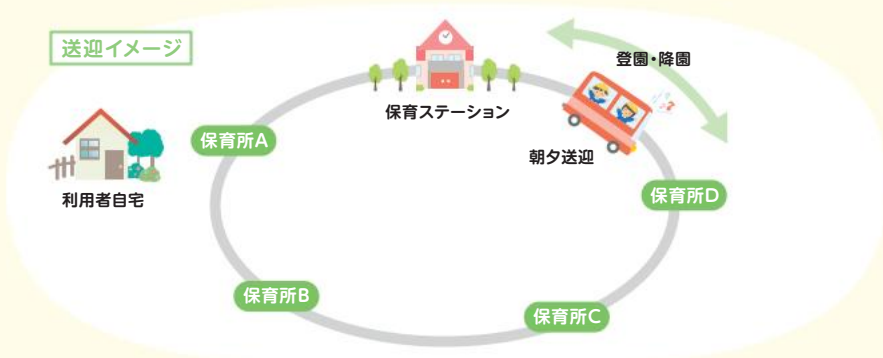 送迎イメージ
登園・降園
保育ステーション
保育所A
朝夕送迎
利用者自宅
保育所D
保育所B
保育所C